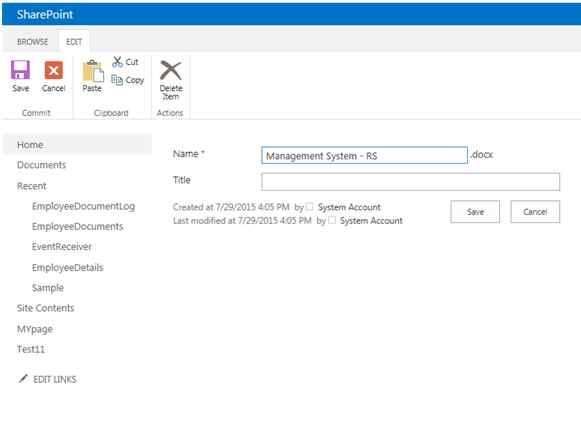 SharePoint
BROWSE EDIT
Save Cancel Paste Cut Copy Delete Item
Commit Clipboard Actions
Home
Documents
Recent
EmployeeDocumentLog
EmployeeDocuments
EventReceiver
EmployeeDetails
Sample
Site Contents
MYpage
Test11
EDIT LINKS
Name * Management System - RS .docx
Title
Created at 7/29/2015 4:05 PM by System Account
Last modified at 7/29/2015 4:05 PM by System Account
Save Cancel